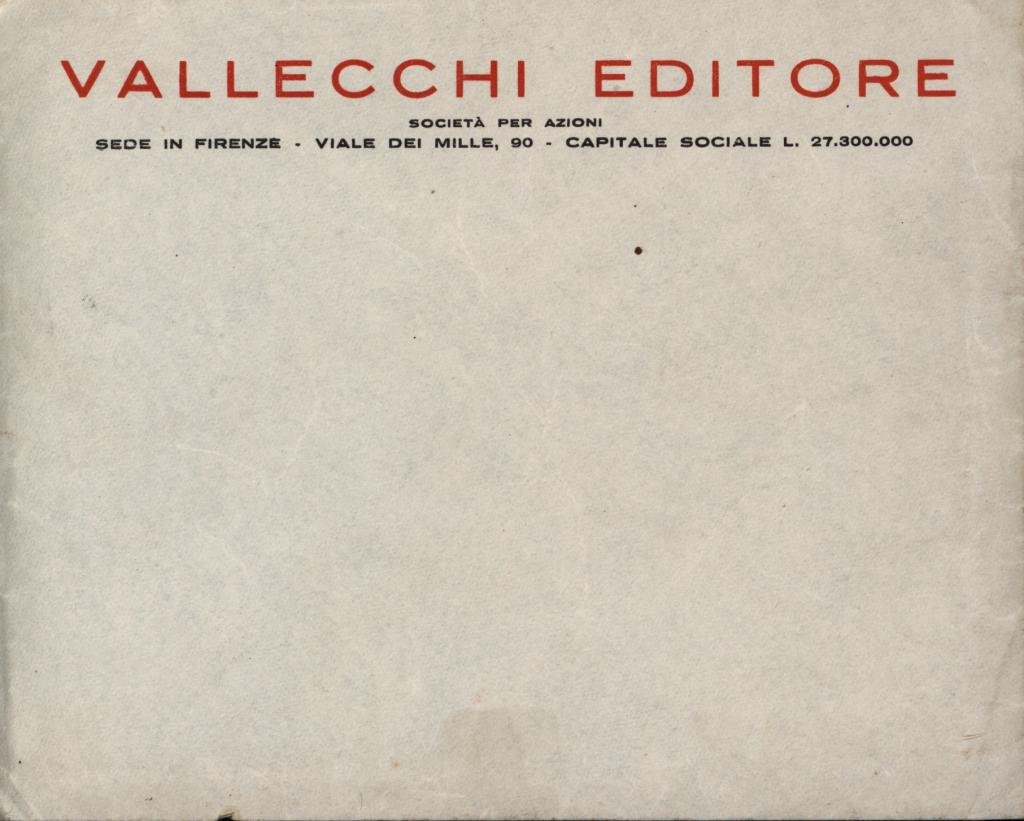 VALLECCHI EDITORE
SOCIETÀ PER AZIONI
SEDE IN FIRENZE - VIALE DEI MILLE, 90 - CAPITALE SOCIALE L. 27.300.000